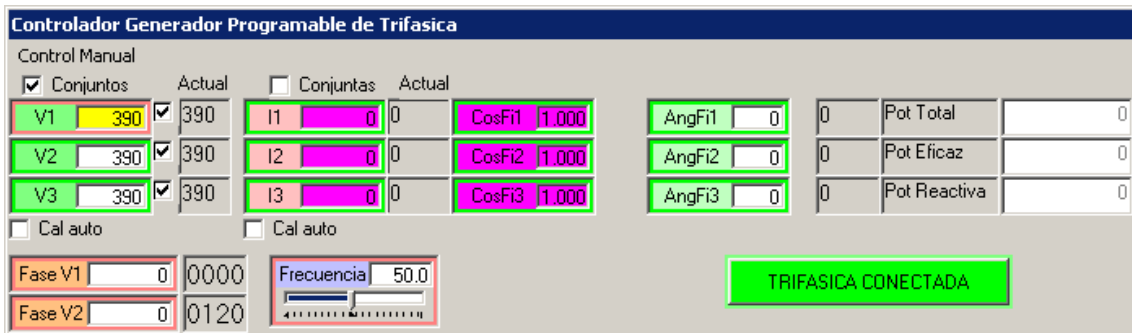 Controlador Generador Programable de Trifasica
Control Manual
Conjuntos Actual Conjuntas Actual
V1 390 390 I1 0 0 CosFi1 1.000 AngFi1 0 0 Pot Total 0
V2 390 390 I2 0 0 CosFi2 1.000 AngFi2 0 0 Pot Eficaz 0
V3 390 390 I3 0 0 CosFi3 1.000 AngFi3 0 0 Pot Reactiva 0
Cal auto Cal auto
Fase V1 0 0000 Frecuencia 50.0 TRIFASICA CONECTADA
Fase V2 0 0120